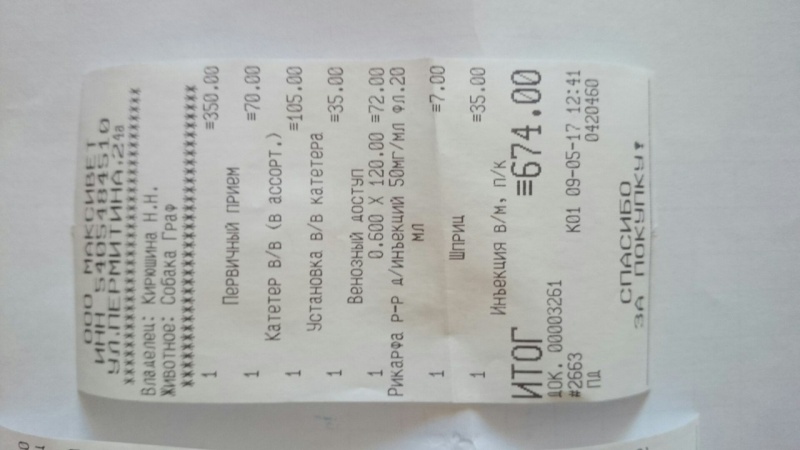 ООО МАКСИВЕТ
ИНН 5405484510
УЛ.ПЕРМИТИНА,24а
Владелец: Кирюшина Н.Н.
Животное: Собака Граф
1 ≡350.00
Первичный прием
1 ≡70.00
Катетер В/В (в ассорт.)
1 ≡105.00
Установка в/в катетера
1 ≡35.00
Венозный доступ
1 0.600 X 120.00 ≡72.00
Рикарфа р-р д/инъекций 50мг/мл фл.20
мл
1 ≡7.00
Шприц
1 ≡35.00
Инъекция в/м, п/к
ИТОГ ≡674.00
ДОК. 00003261 К01 09-05-17 12:41
#2663 0420460
ПД
СПАСИБО
ЗА ПОКУПКУ!